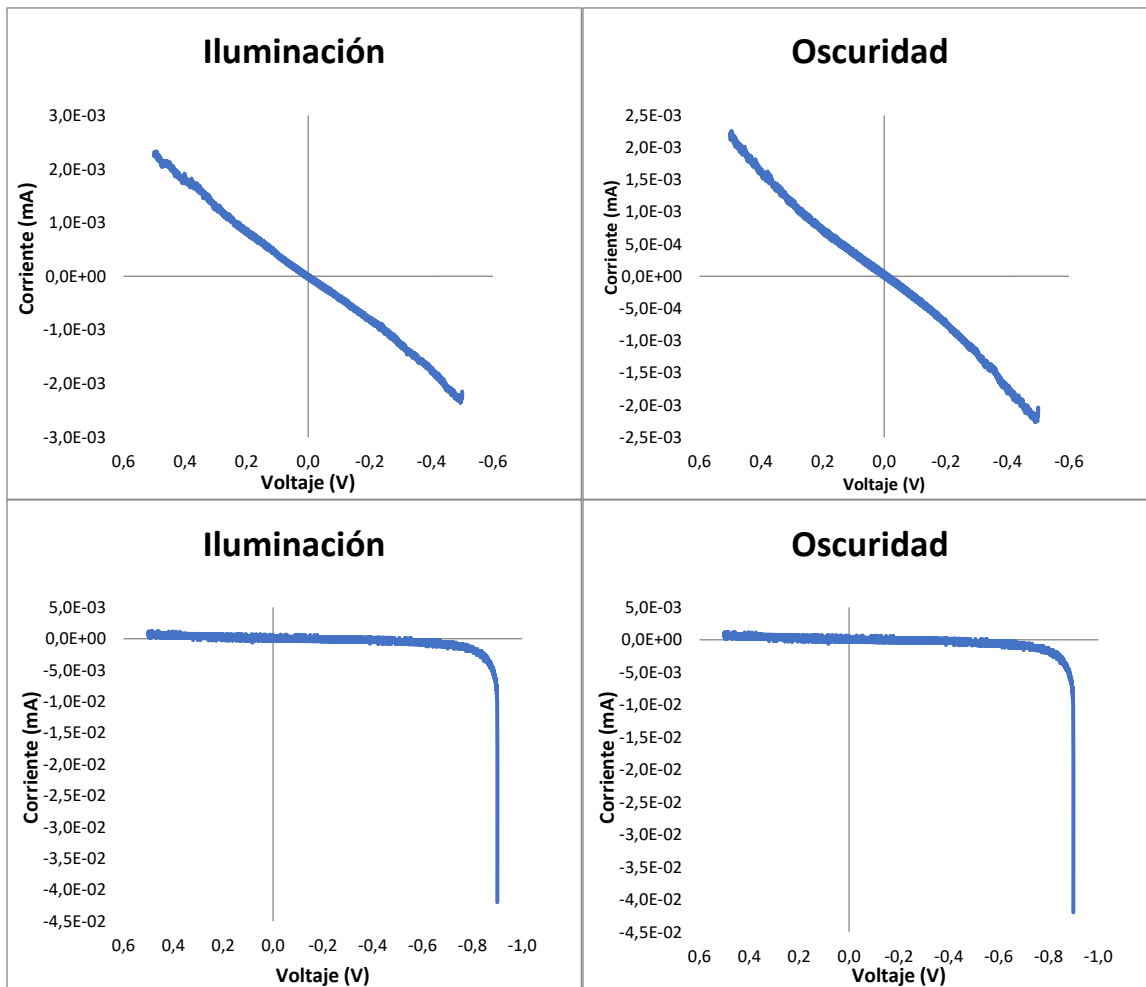 Iluminación
3,0E-03
2,0E-03
1,0E-03
0,0E+00
-1,0E-03
-2,0E-03
-3,0E-03
Corriente (mA)
0,6 0,4 0,2 0,0 -0,2 -0,4 -0,6
Voltaje (V)
Oscuridad
2,5E-03
2,0E-03
1,5E-03
1,0E-03
5,0E-04
0,0E+00
-5,0E-04
-1,0E-03
-1,5E-03
-2,0E-03
-2,5E-03
Corriente (mA)
0,6 0,4 0,2 0,0 -0,2 -0,4 -0,6
Voltaje (V)
Iluminación
5,0E-03
0,0E+00
-5,0E-03
-1,0E-02
-1,5E-02
-2,0E-02
-2,5E-02
-3,0E-02
-3,5E-02
-4,0E-02
-4,5E-02
Corriente (mA)
0,6 0,4 0,2 0,0 -0,2 -0,4 -0,6 -0,8 -1,0
Voltaje (V)
Oscuridad
5,0E-03
0,0E+00
-5,0E-03
-1,0E-02
-1,5E-02
-2,0E-02
-2,5E-02
-3,0E-02
-3,5E-02
-4,0E-02
-4,5E-02
Corriente (mA)
0,6 0,4 0,2 0,0 -0,2 -0,4 -0,6 -0,8 -1,0
Voltaje (V)